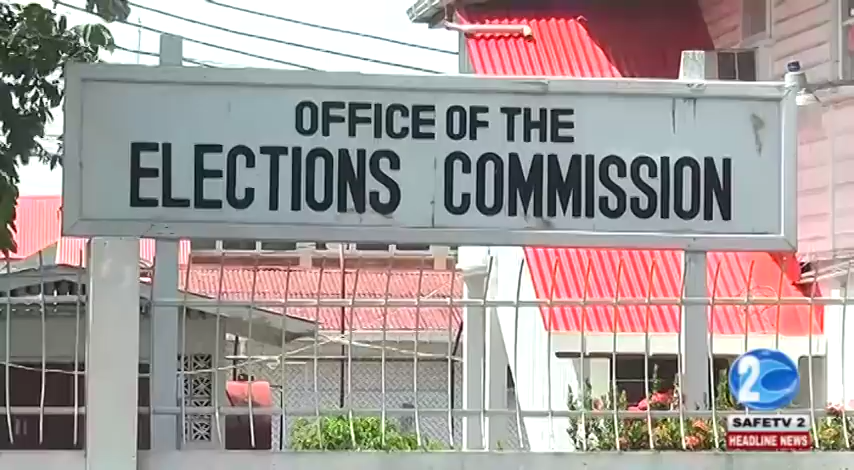 OFFICE OF THE
ELECTIONS COMMISSION
2
SAFETV 2
HEADLINE NEWS